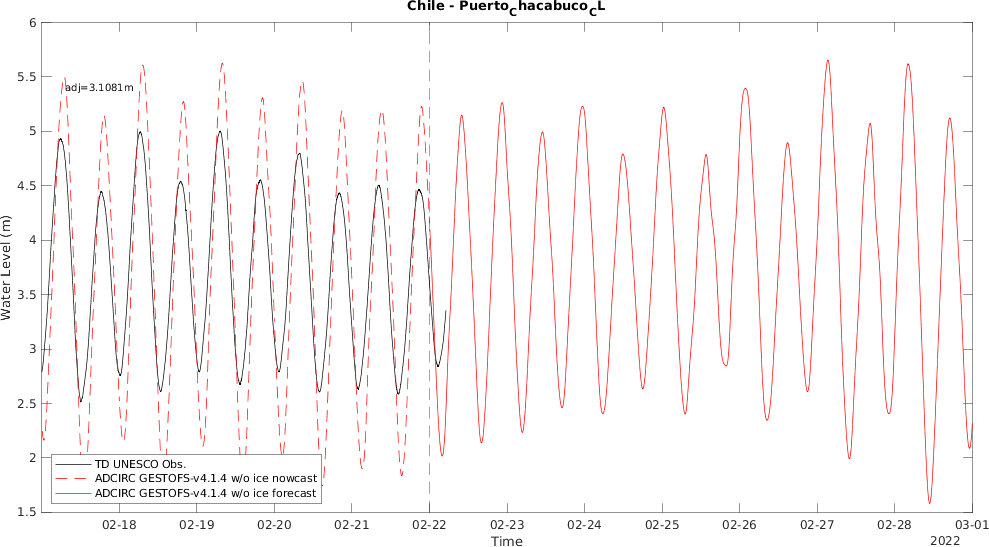 Chile - PuertoChacabucoCL
6
5.5
5
4.5
4
3.5
3
2.5
2
1.5
Water Level (m)
adj=3.1081m
TD UNESCO Obs.
ADCIRC GESTOFS-v4.1.4 w/o ice nowcast
ADCIRC GESTOFS-v4.1.4 w/o ice forecast
02-18 02-19 02-20 02-21 02-22 02-23 02-24 02-25 02-26 02-27 02-28 03-01
Time
2022